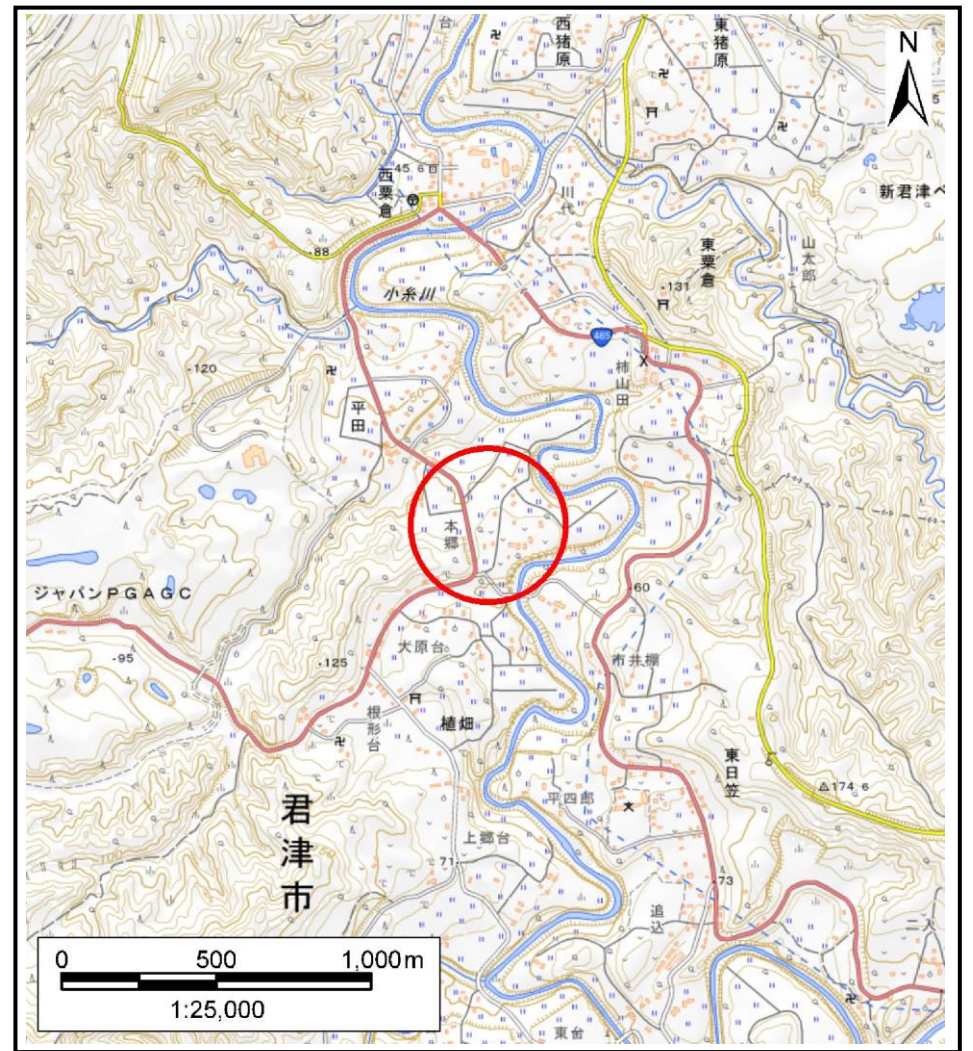 台
西猪原
東猪原
N
45.6
西粟倉
川代
新君津ベ
山太郎
東粟倉
88
131
小糸川
465
120
柿山田
平田
50
本郷
ジャパンPGAGC
60
95
125
大原台
市井棚
根形台
植畑
東日笠
平四郎
174.6
君津市
上郷台
71
73
追込
二入
東台
0 500 1,000m
1:25,000